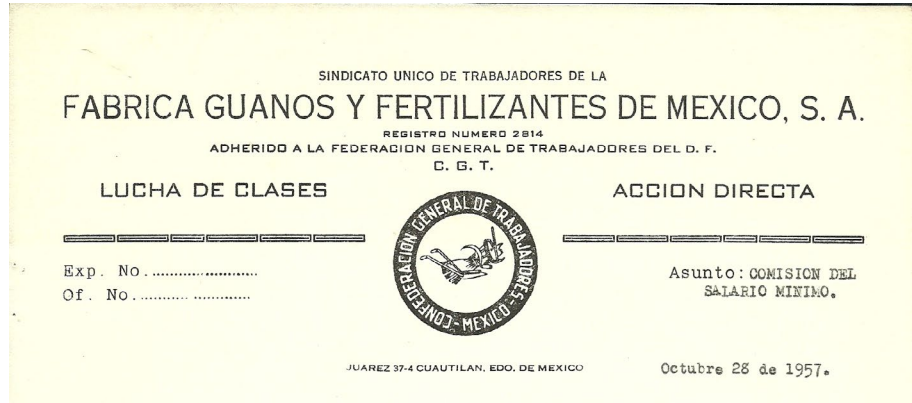 SINDICATO UNICO DE TRABAJADORES DE LA
FABRICA GUANOS Y FERTILIZANTES DE MEXICO, S. A.
REGISTRO NUMERO 2814
ADHERIDO A LA FEDERACION GENERAL DE TRABAJADORES DEL D. F.
C. G. T.
LUCHA DE CLASES
ACCION DIRECTA
CONFEDERACION GENERAL DE TRABAJADORES - MEXICO -
Exp. No.......................
Of. No........... .............
Asunto: COMISION DEL
SALARIO MINIMO.
JUAREZ 37-4 CUAUTILAN, EDO. DE MEXICO
Octubre 28 de 1957.